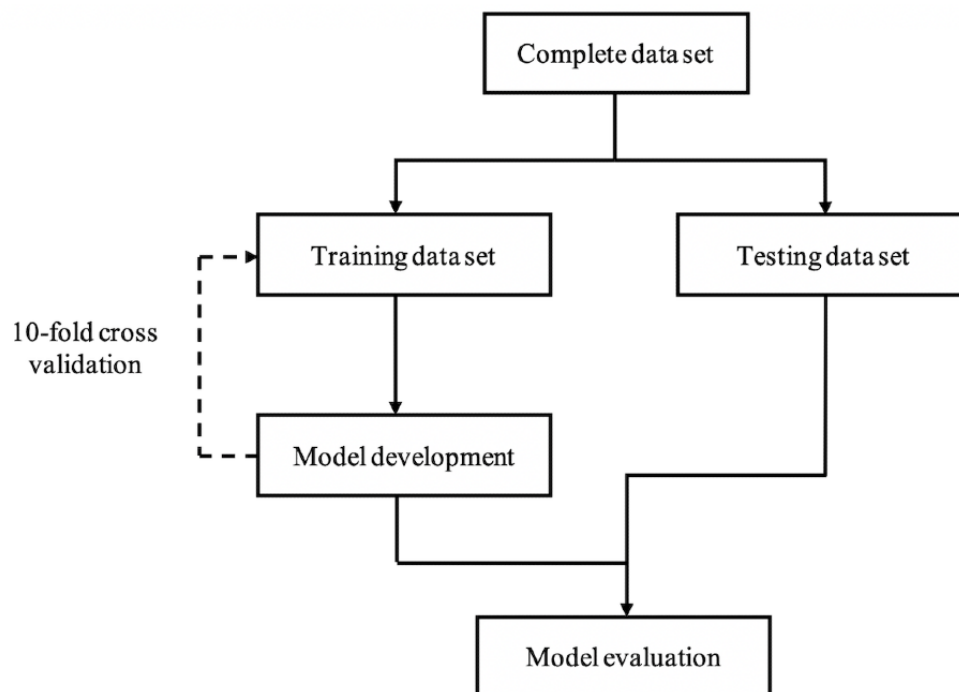 Complete data set
Training data set
Testing data set
10-fold cross
validation
Model development
Model evaluation